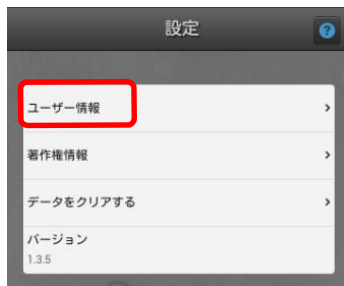 設定
?
ユーザー情報
著作権情報
データをクリアする
バージョン
1.3.5